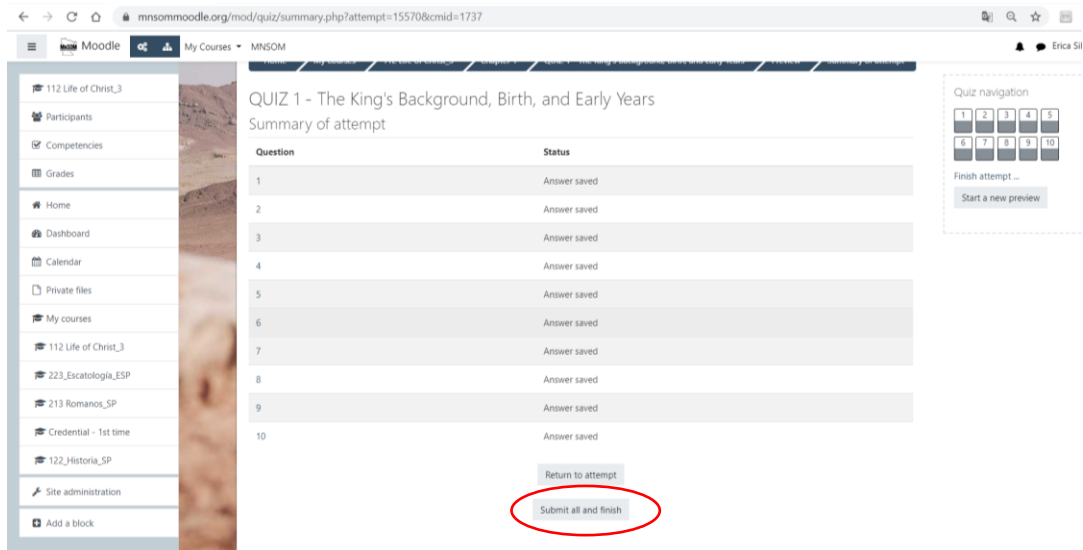 mnsommoodle.org/mod/quiz/summary.php?attempt=15570&cmid=1737
Moodle My Courses MNSOM Erica Sil
112 Life of Christ_3
Participants
Competencies
Grades
Home
Dashboard
Calendar
Private files
My courses
112 Life of Christ_3
223_Escatología_ESP
213 Romanos_SP
Credential - 1st time
122_Historia_SP
Site administration
Add a block
QUIZ 1 - The King's Background, Birth, and Early Years
Summary of attempt
Question Status
1 Answer saved
2 Answer saved
3 Answer saved
4 Answer saved
5 Answer saved
6 Answer saved
7 Answer saved
8 Answer saved
9 Answer saved
10 Answer saved
Return to attempt
Submit all and finish
Quiz navigation
1 2 3 4 5
6 7 8 9 10
Finish attempt ...
Start a new preview